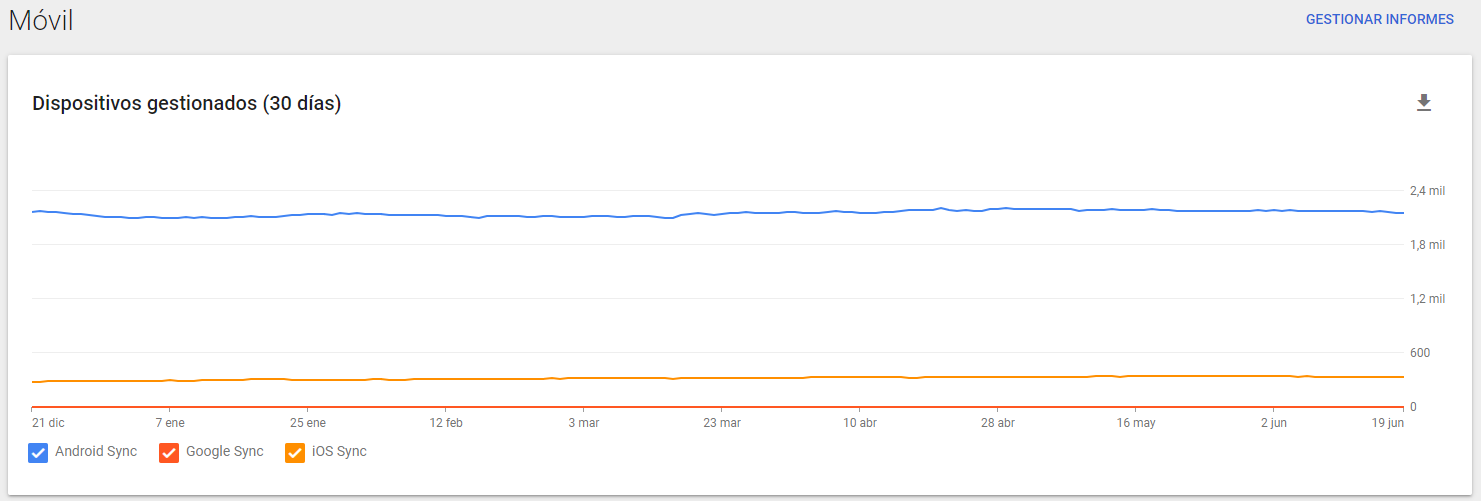 Móvil
GESTIONAR INFORMES
Dispositivos gestionados (30 días)
2,4 mil
1,8 mil
1,2 mil
600
0
21 dic 7 ene 25 ene 12 feb 3 mar 23 mar 10 abr 28 abr 16 may 2 jun 19 jun
Android Sync Google Sync iOS Sync